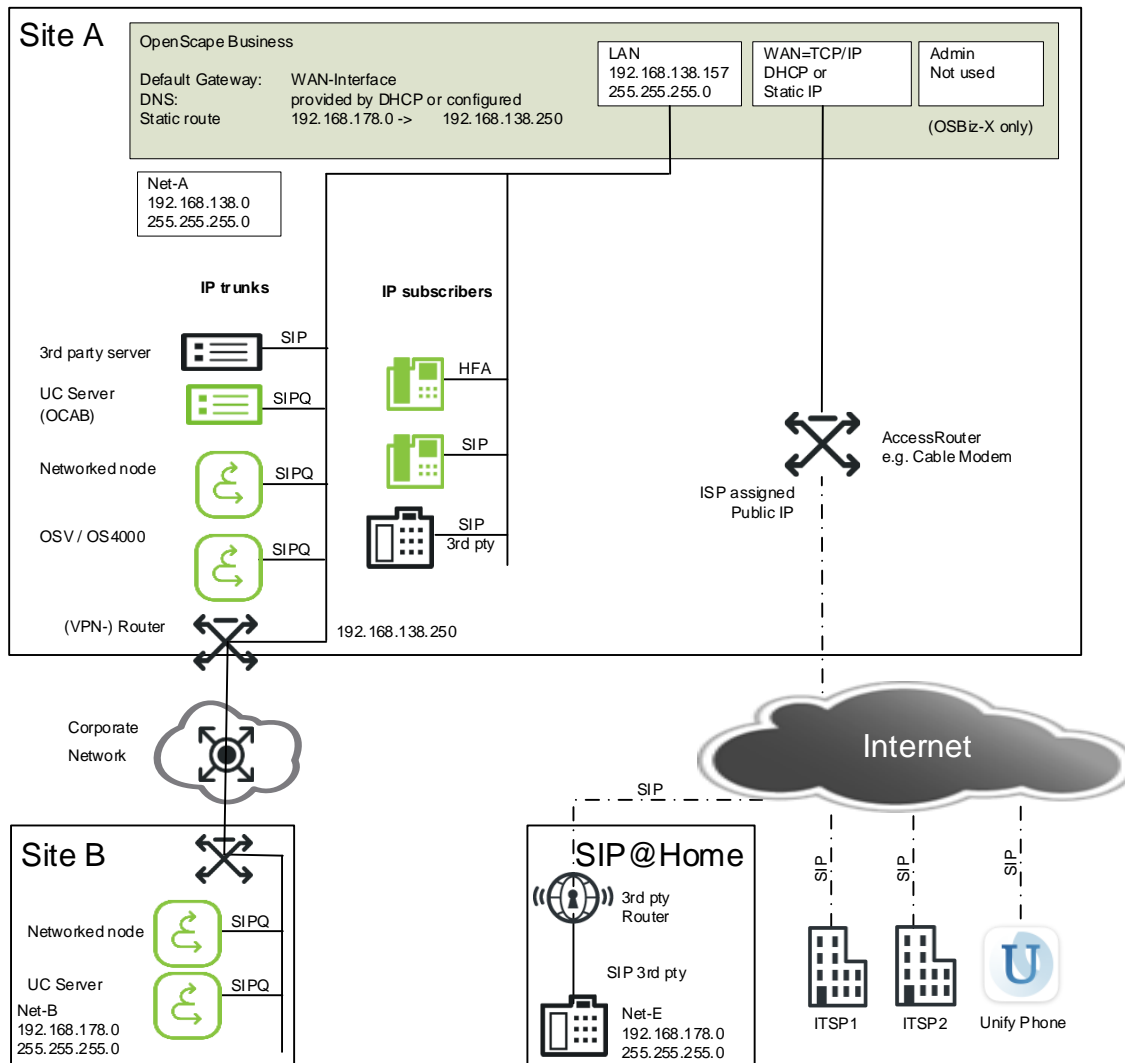 Site A
OpenScape Business
Default Gateway: WAN-Interface
DNS: provided by DHCP or configured
Static route 192.168.178.0 -> 192.168.138.250
LAN
192.168.138.157
255.255.255.0
WAN=TCP/IP
DHCP or
Static IP
Admin
Not used
(OSBiz-X only)
Net-A
192.168.138.0
255.255.255.0
IP trunks
IP subscribers
3rd party server
SIP
UC Server
(OCAB)
SIPQ
Networked node
SIPQ
OSV / OS4000
SIPQ
(VPN-) Router
192.168.138.250
HFA
SIP
SIP
3rd pty
AccessRouter
e.g. Cable Modem
ISP assigned
Public IP
Corporate
Network
Internet
SIP
SIP
SIP
SIP
Site B
Networked node
SIPQ
UC Server
SIPQ
Net-B
192.168.178.0
255.255.255.0
SIP@Home
3rd pty
Router
SIP 3rd pty
Net-E
192.168.178.0
255.255.255.0
ITSP1
ITSP2
U
Unify Phone